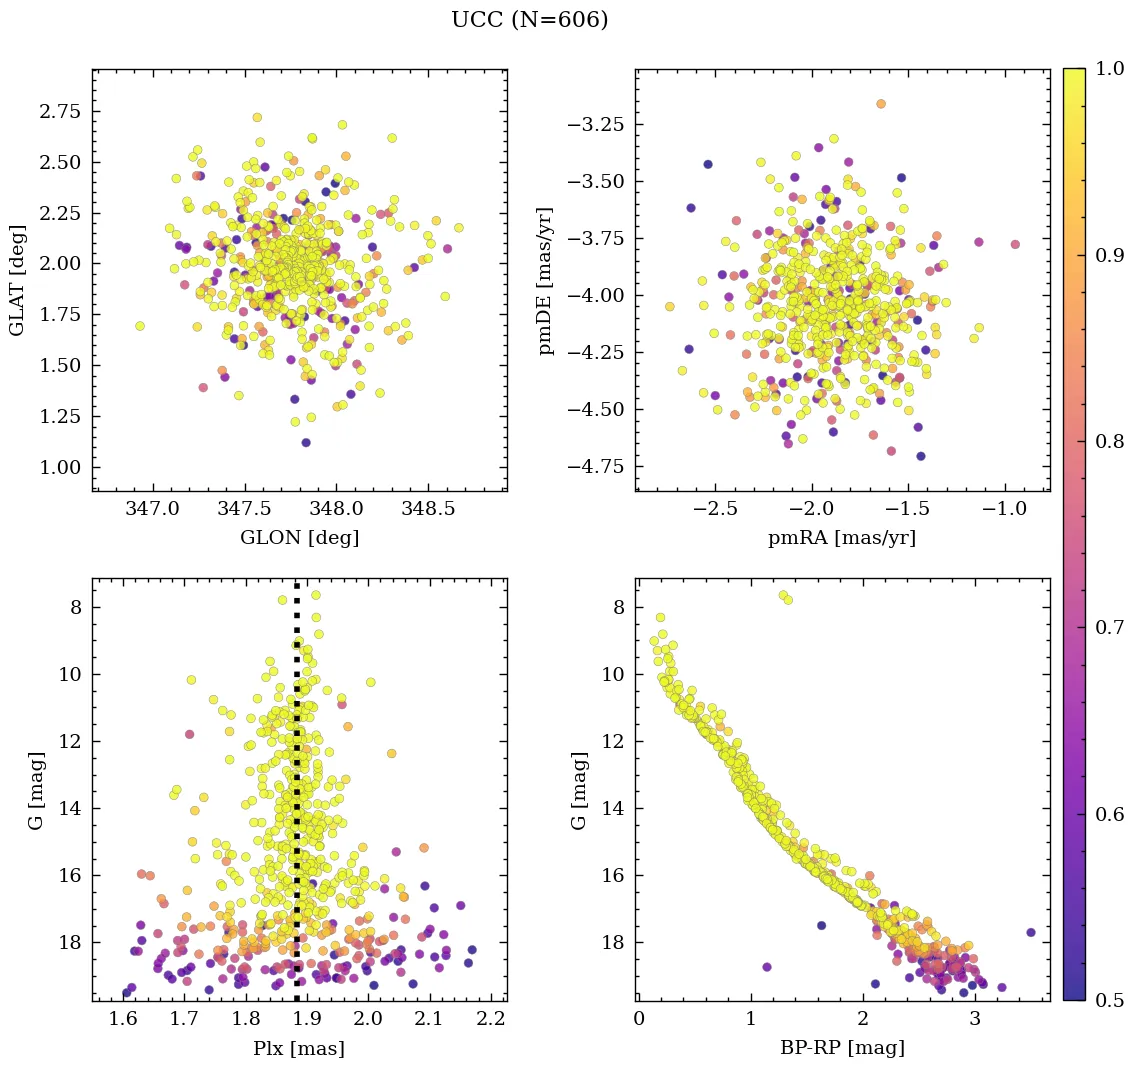 UCC (N=606)
2.75
2.50
2.25
2.00
1.75
1.50
1.25
1.00
GLAT [deg]
347.0 347.5 348.0 348.5
GLON [deg]
−3.25
−3.50
−3.75
−4.00
−4.25
−4.50
−4.75
pmDE [mas/yr]
−2.5 −2.0 −1.5 −1.0
pmRA [mas/yr]
1.0
0.9
0.8
0.7
0.6
0.5
8
10
12
14
16
18
G [mag]
1.6 1.7 1.8 1.9 2.0 2.1 2.2
Plx [mas]
8
10
12
14
16
18
G [mag]
0 1 2 3
BP-RP [mag]